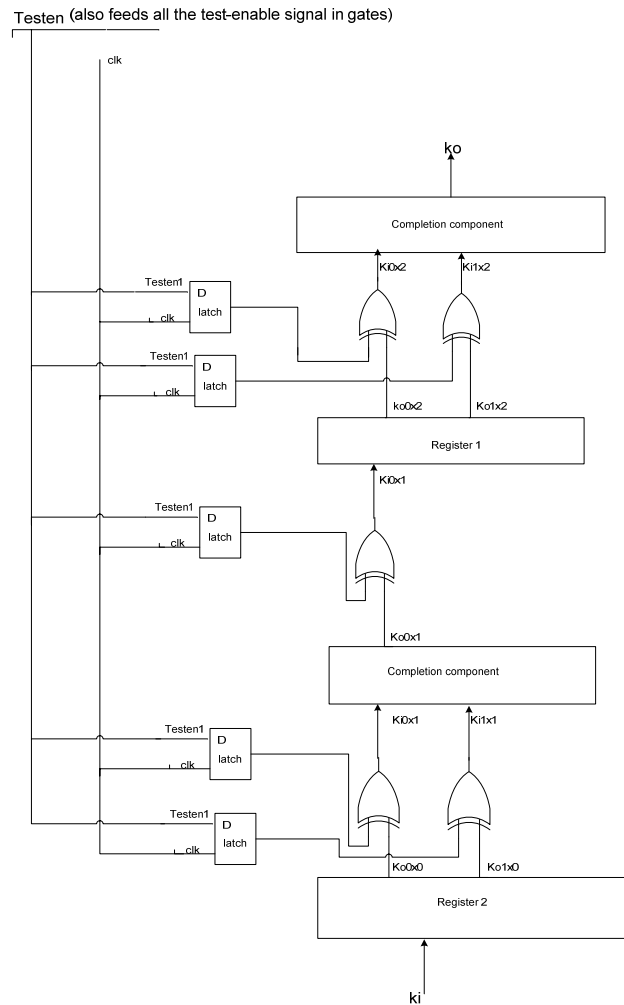 Testen (also feeds all the test-enable signal in gates)
clk
ko
Completion component
Ki0x2
Ki1x2
Testen1
D
latch
clk
Testen1
D
latch
clk
ko0x2
Ko1x2
Register 1
Ki0x1
Testen1
D
latch
clk
Ko0x1
Completion component
Ki0x1
Ki1x1
Testen1
D
latch
clk
Testen1
D
latch
clk
Ko0x0
Ko1x0
Register 2
ki